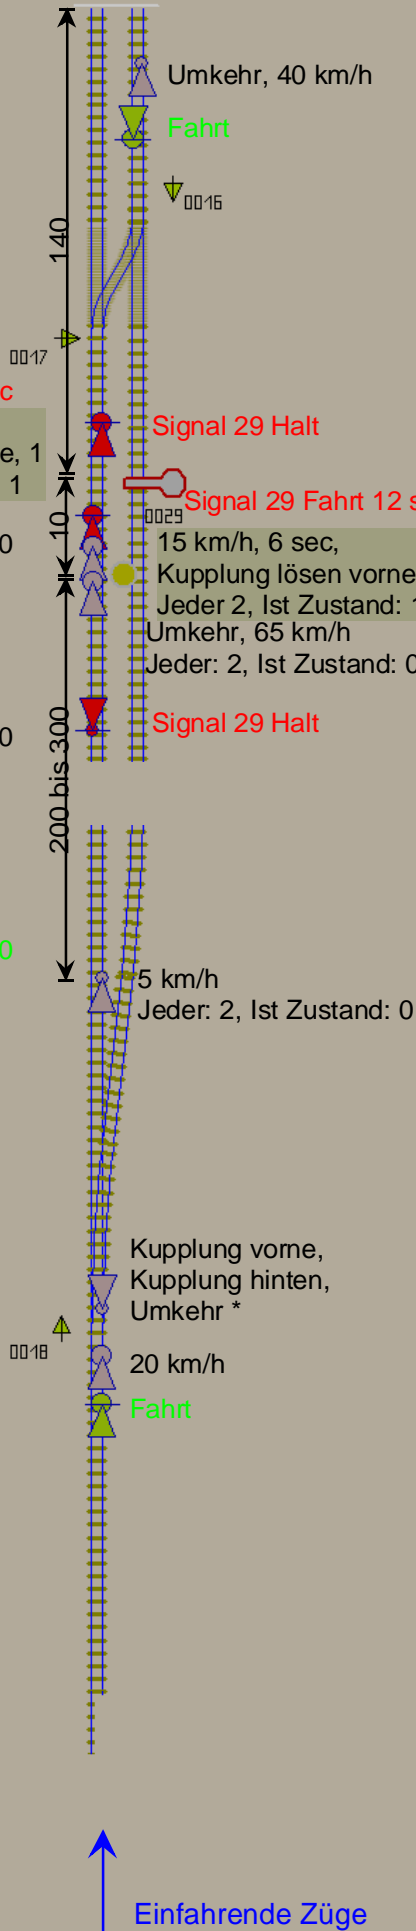 Umkehr, 40 km/h
Fahrt
0016
140
0017
c
Signal 29 Halt
e, 1
1
Signal 29 Fahrt 12 s
0029
10
0
15 km/h, 6 sec,
Kupplung lösen vorne
Jeder 2, Ist Zustand: 1
Umkehr, 65 km/h
Jeder: 2, Ist Zustand: 0
Signal 29 Halt
0
200 bis 300
0
5 km/h
Jeder: 2, Ist Zustand: 0
Kupplung vorne,
Kupplung hinten,
Umkehr *
0018
20 km/h
Fahrt
Einfahrende Züge